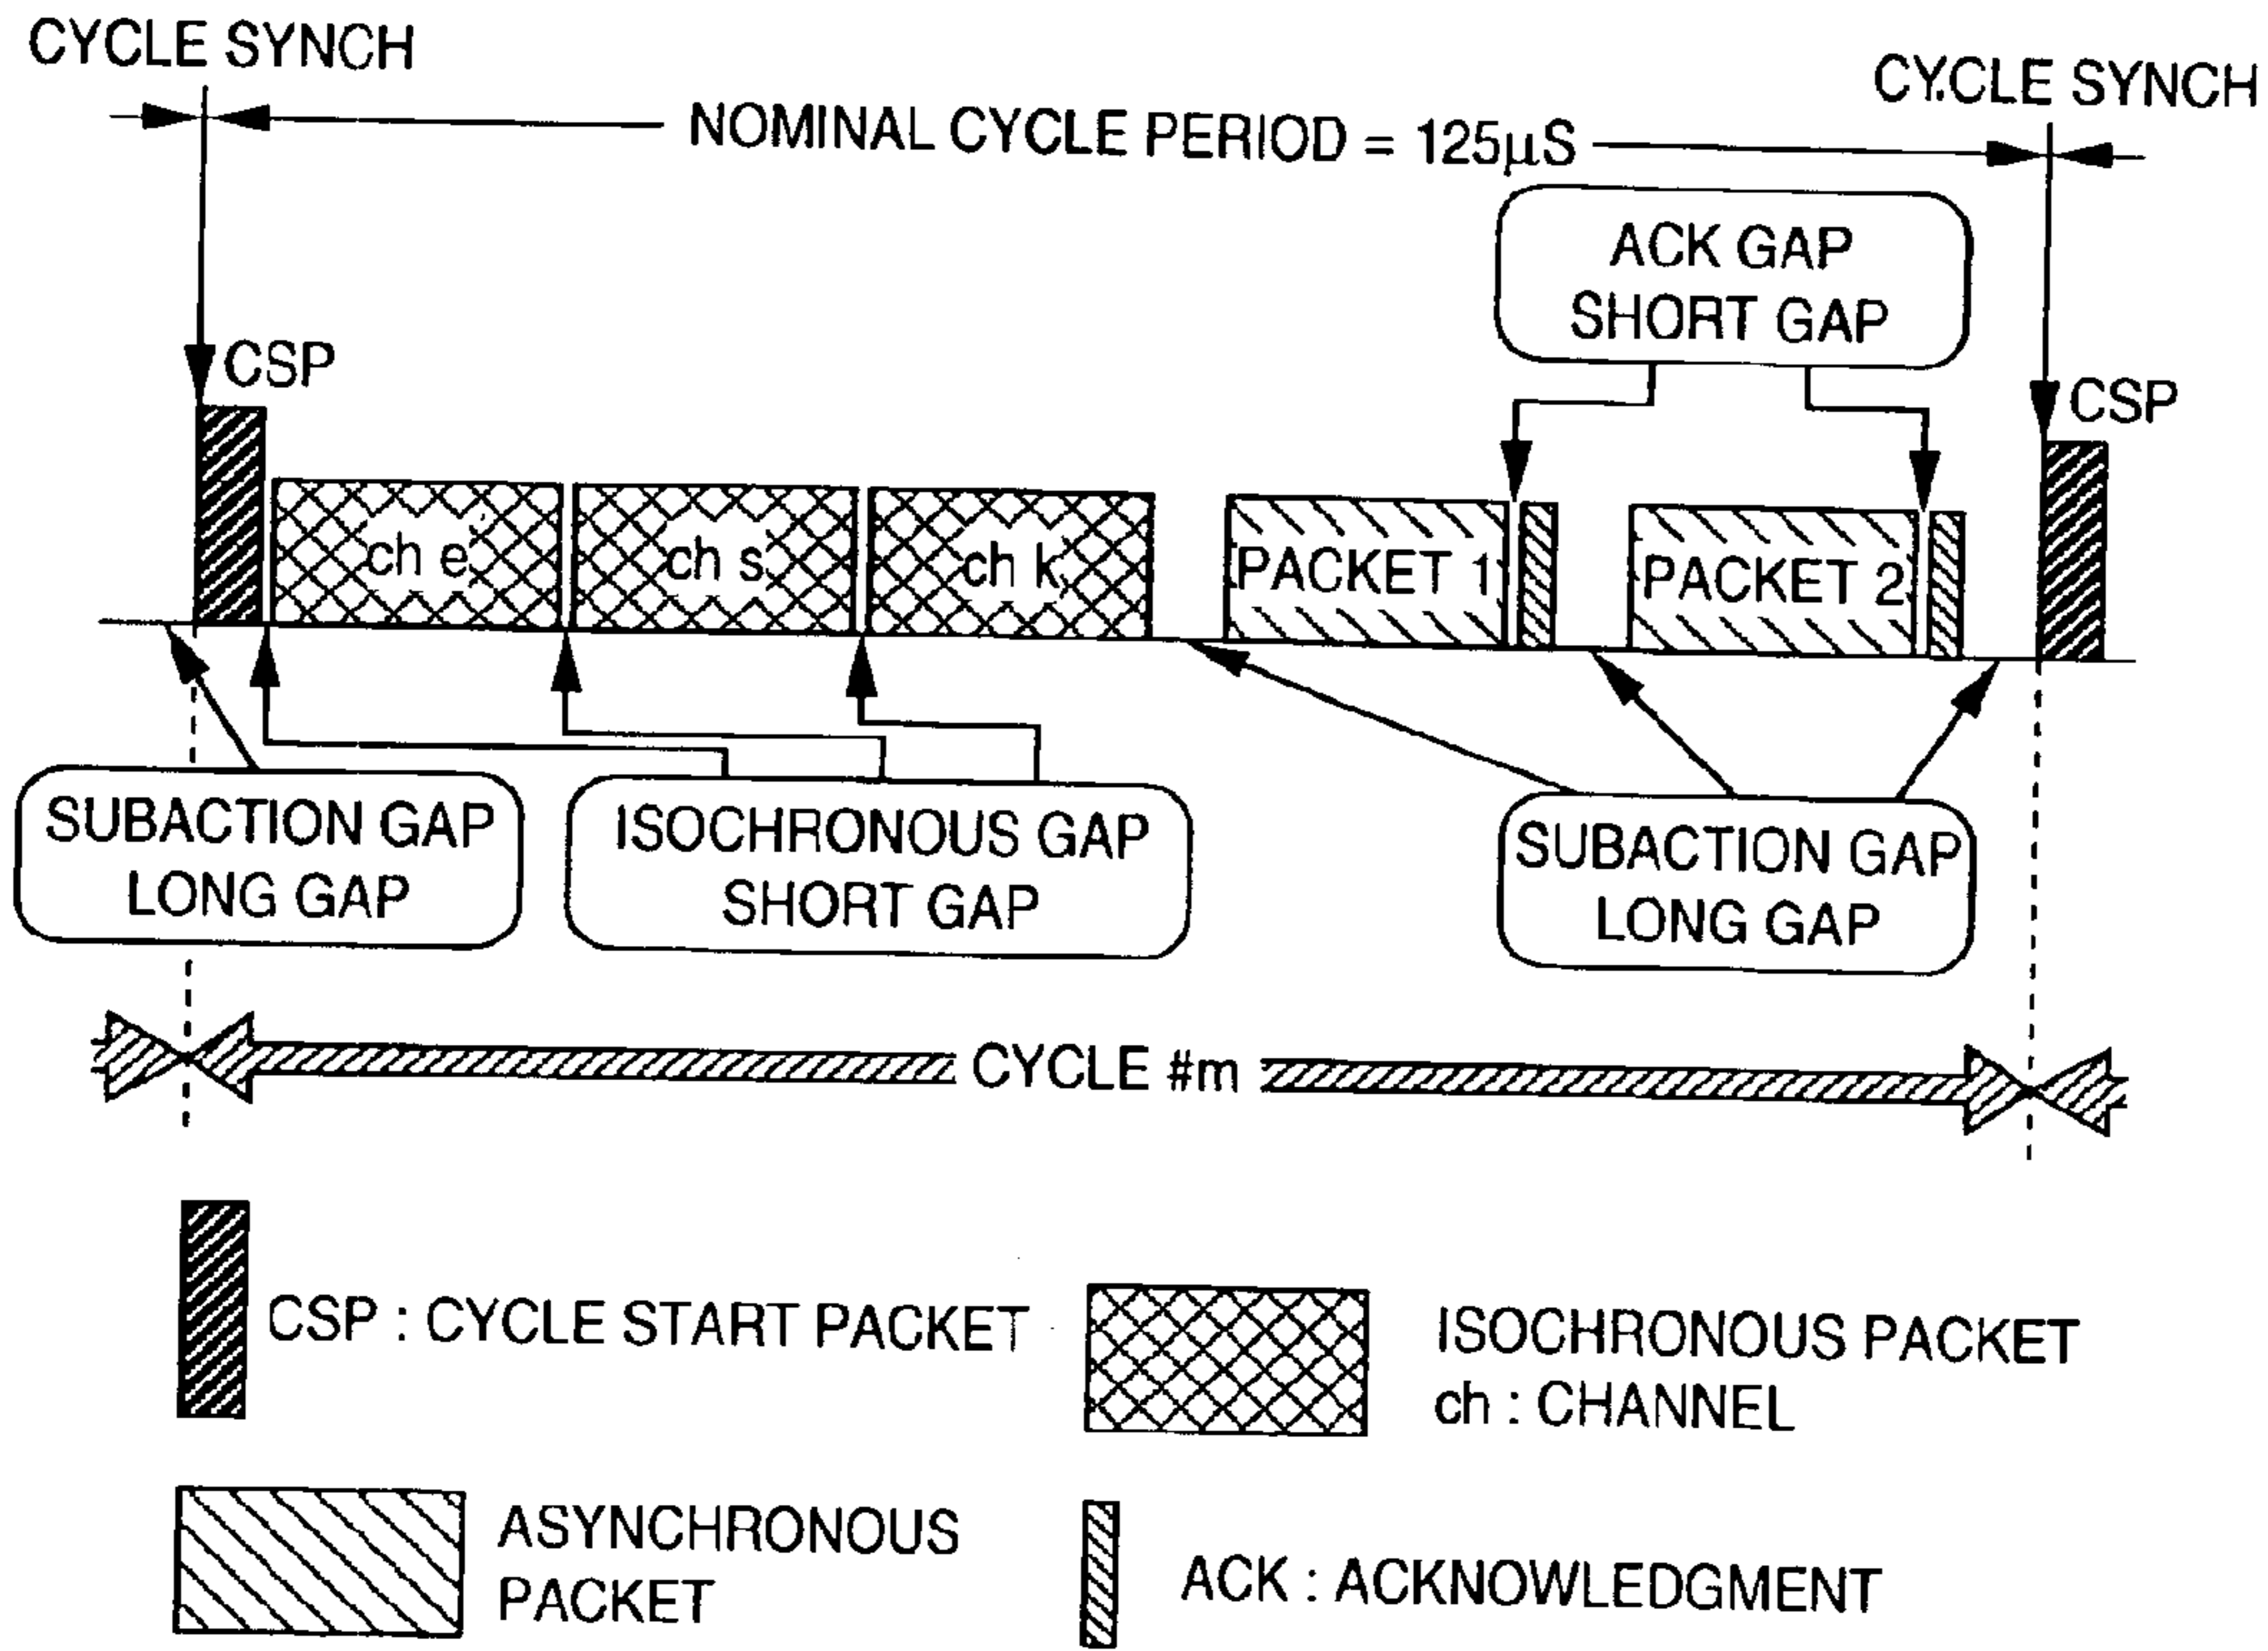 CYCLE SYNCH
CYCLE SYNCH
NOMINAL CYCLE PERIOD = 125μS
ACK GAP
SHORT GAP
CSP
CSP
ch e
ch s
ch k
PACKET 1
PACKET 2
SUBACTION GAP
LONG GAP
ISOCHRONOUS GAP
SHORT GAP
SUBACTION GAP
LONG GAP
CYCLE #m
CSP : CYCLE START PACKET
ISOCHRONOUS PACKET
ch : CHANNEL
ASYNCHRONOUS
PACKET
ACK : ACKNOWLEDGMENT